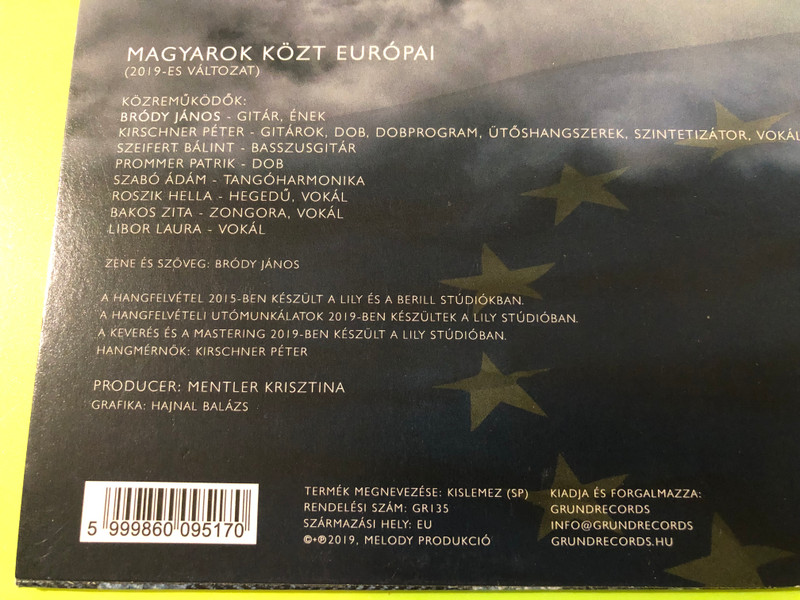 MAGYAROK KÖZT EURÓPAI
(2019-ES VÁLTOZAT)
KÖZREMŰKÖDŐK:
BRÓDY JÁNOS - GITÁR, ÉNEK
KIRSCHNER PÉTER - GITÁROK, DOB, DOBPROGRAM, ÜTŐSHANGSZEREK, SZINTETIZÁTOR, VOKÁL
SZEIFERT BÁLINT - BASSZUSGITÁR
PROMMER PATRIK - DOB
SZABÓ ÁDÁM - TANGÓHARMONIKA
ROSZIK HELLA - HEGEDŰ, VOKÁL
BAKOS ZITA - ZONGORA, VOKÁL
LIBOR LAURA - VOKÁL
ZENE ÉS SZÖVEG: BRÓDY JÁNOS
A HANGFELVÉTEL 2015-BEN KÉSZÜLT A LILY ÉS A BERILL STÚDIÓKBAN.
A HANGFELVÉTELI UTÓMUNKÁLATOK 2019-BEN KÉSZÜLTEK A LILY STÚDIÓBAN.
A KEVERÉS ÉS A MASTERING 2019-BEN KÉSZÜLT A LILY STÚDIÓBAN.
HANGMÉRNÖK: KIRSCHNER PÉTER
PRODUCER: MENTLER KRISZTINA
GRAFIKA: HAJNAL BALÁZS
5 999860 095170
TERMÉK MEGNEVEZÉSE: KISLEMEZ (SP)
RENDELÉSI SZÁM: GR135
SZÁRMAZÁSI HELY: EU
©+℗2019, MELODY PRODUKCIÓ
KIADJA ÉS FORGALMAZZA:
GRUNDRECORDS
INFO@GRUNDRECORDS
GRUNDRECORDS.HU